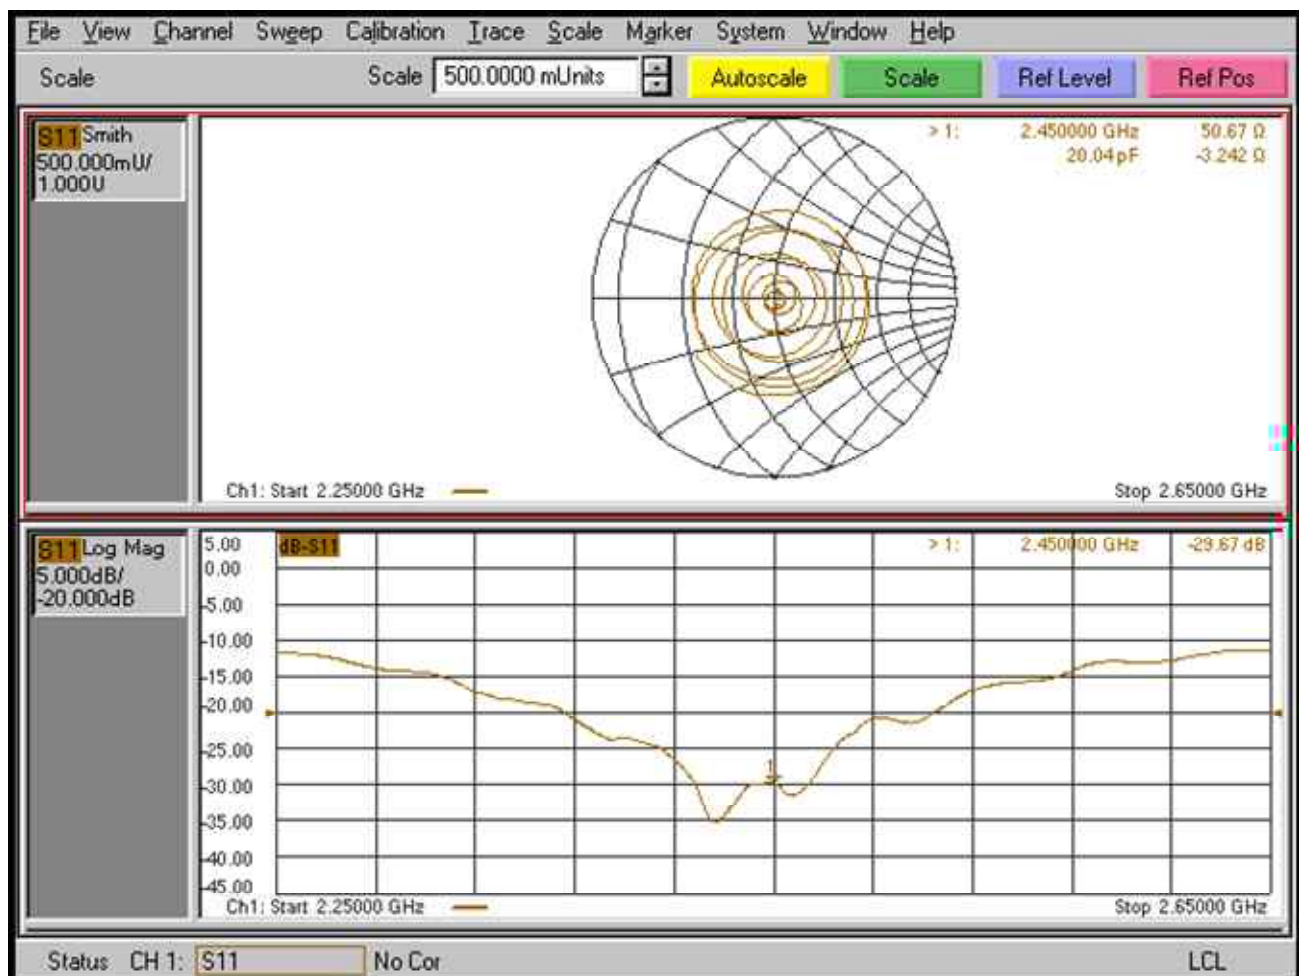 File View Channel Sweep Calibration Trace Scale Marker System Window Help
Scale Scale 500.0000 mUnits Autoscale Scale Ref Level Ref Pos
S11 Smith
500.000mU/
1.000U
> 1: 2.450000 GHz 50.67 Ω
20.04 pF -3.242 Ω
Ch1: Start 2.25000 GHz Stop 2.65000 GHz
S11 Log Mag
5.000dB/
-20.000dB
dB-S11 > 1: 2.450000 GHz -29.67 dB
5.00
0.00
-5.00
-10.00
-15.00
-20.00
-25.00
-30.00
-35.00
-40.00
-45.00
1
Ch1: Start 2.25000 GHz Stop 2.65000 GHz
Status CH 1: S11 No Cor LCL